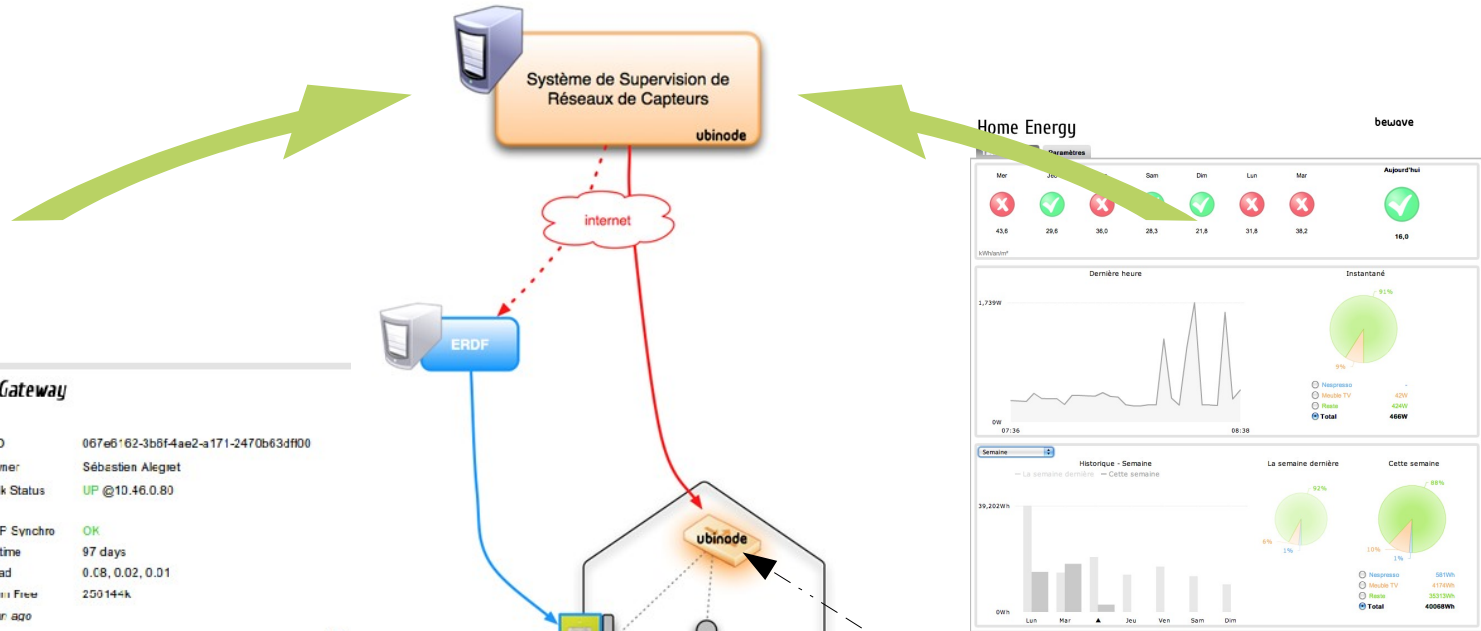 Système de Supervision de
Réseaux de Capteurs
ubinode
internet
ERDF
ubinode
Gateway
067e6162-3b6f-4ae2-a171-2470b63dff00
Sébastien Alegret
Status
UP @10.46.0.80
Synchro
OK
97 days
0.08, 0.02, 0.01
Free
256144k
ago
Home Energy
bewave
Paramètres
Mer
Sam
Dim
Lun
Mar
Aujourd'hui
43,6
29,6
36,0
28,3
21,8
31,8
38,2
16,0
kWh/an/m²
Dernière heure
Instantané
1,739W
0W
07:36
08:38
91%
9%
Nespresso -
Meuble TV 42W
Reste 424W
Total 466W
Semaine
Historique - Semaine
La semaine dernière
Cette semaine
— La semaine dernière — Cette semaine
39,202Wh
0Wh
Lun
Mar
Jeu
Ven
Sam
Dim
92%
6%
1%
88%
10%
1%
Nespresso 581Wh
Meuble TV 4174Wh
Reste 35313Wh
Total 40068Wh